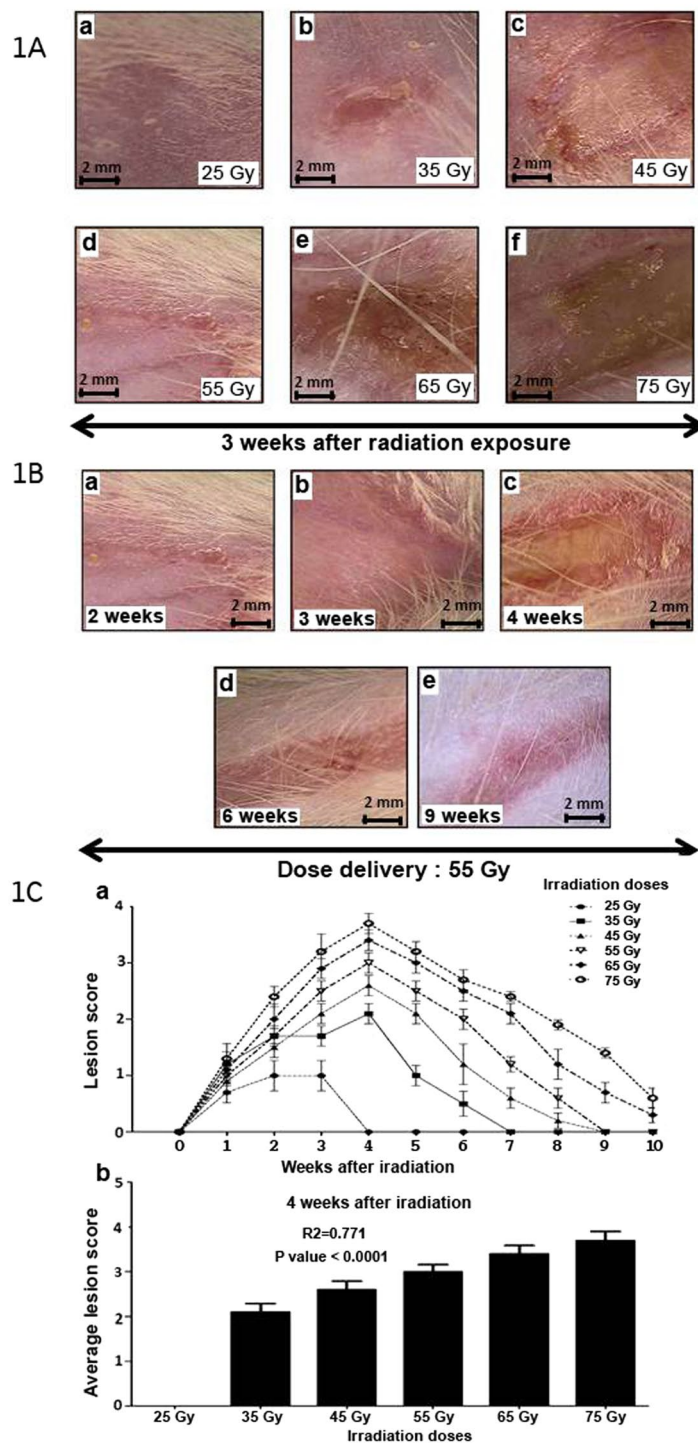 1A
a
b
c
2 mm
25 Gy
2 mm
35 Gy
2 mm
45 Gy
d
e
f
2 mm
55 Gy
2 mm
65 Gy
2 mm
75 Gy
3 weeks after radiation exposure
1B
a
b
c
2 weeks
2 mm
3 weeks
2 mm
4 weeks
2 mm
d
e
6 weeks
2 mm
9 weeks
2 mm
Dose delivery : 55 Gy
1C
a
Irradiation doses
25 Gy
35 Gy
45 Gy
55 Gy
65 Gy
75 Gy
Lesion score
4
3
2
1
0
0 1 2 3 4 5 6 7 8 9 10
Weeks after iradiation
b
4 weeks after iradiation
R2=0.771
P value < 0.0001
Average lesion score
5
4
3
2
1
0
25 Gy 35 Gy 45 Gy 55 Gy 65 Gy 75 Gy
Irradiation doses